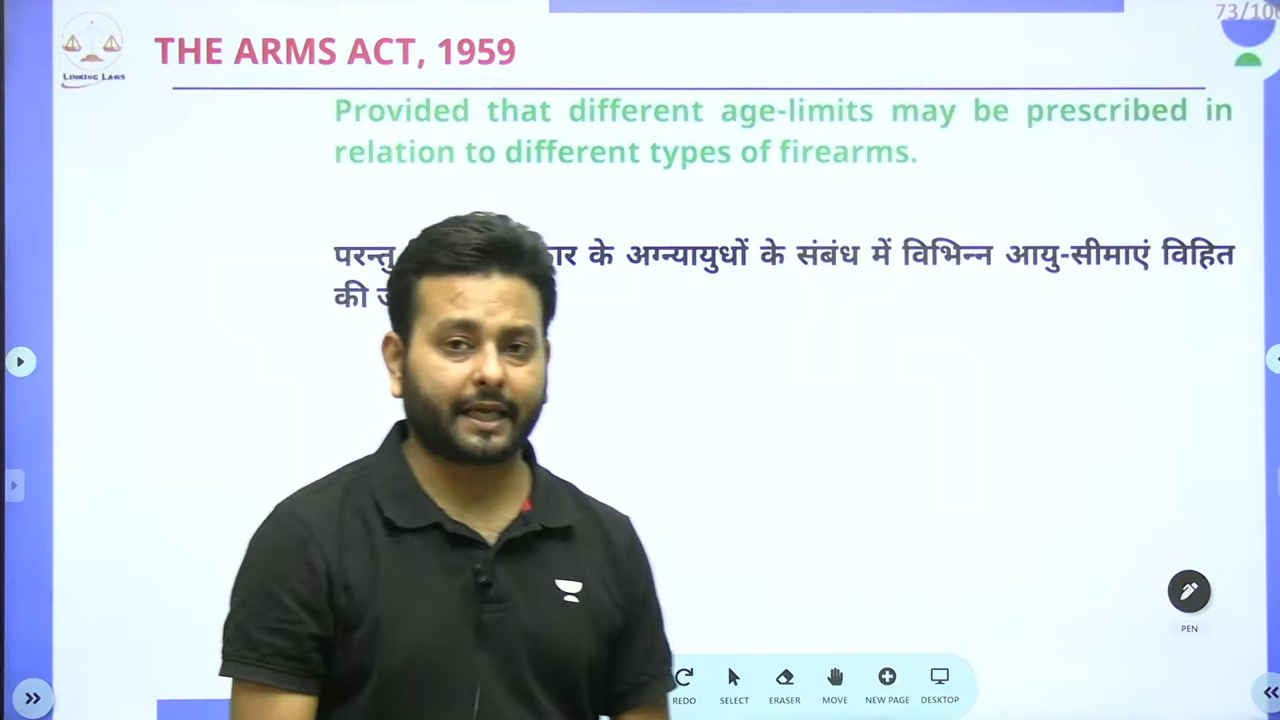 73/10
LINKING LAWS
THE ARMS ACT, 1959
Provided that different age-limits may be prescribed in
relation to different types of firearms.
परन्तु के अग्न्यायुधों के संबंध में विभिन्न आयु-सीमाएं विहित
की
PEN
REDO
SELECT
ERASER
MOVE
NEW PAGE
DESKTOP